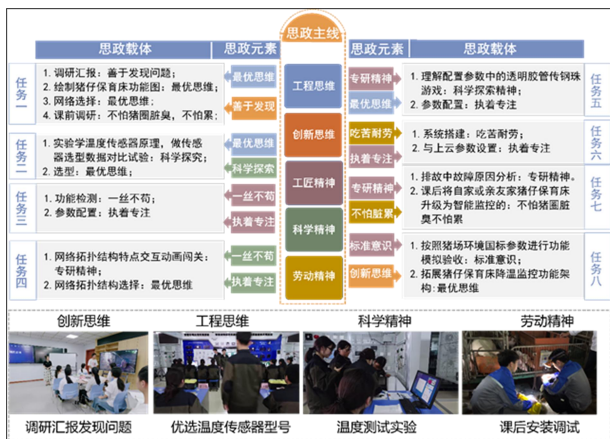 思政主线
思政载体
思政元素
思政元素
思政载体
任务一
1. 调研汇报：善于发现问题；
2. 绘制猪仔保育床功能图：最优思维；
3. 网络选择：最优思维；
4. 课前调研：不怕猪圈脏臭，不怕累；
最优思维
善于发现
任务二
1. 实验学温度传感器原理，做传
感器选型数据对比试验：科学探究；
2. 选型：最优思维；
最优思维
科学探索
任务三
1. 功能检测：一丝不苟；
2. 参数配置：执着专注
一丝不苟
执着专注
任务四
1. 网络拓扑结构特点交互动画闯关：
专研精神；
2. 网络拓扑结构选择：最优思维
一丝不苟
执着专注
工程思维
创新思维
工匠精神
科学精神
劳动精神
专研精神
最优思维
1. 理解配置参数中的透明胶管传钢珠
游戏：科学探索精神；
2. 参数配置：执着专注
任务五
吃苦耐劳
执着专注
1. 系统搭建：吃苦耐劳；
2. 与上云参数设置：执着专注
任务六
专研精神
不怕脏累
1. 排故中故障原因分析：专研精神。
2. 课后将自家或亲友家猪仔保育床
升级为智能监控的：不怕猪圈脏
臭不怕累
任务七
标准意识
创新思维
1. 按照猪场环境国标参数进行功能
模拟验收：标准意识；
2. 拓展猪仔保育床降温监控功能架
构:最优思维
任务八
创新思维
工程思维
科学精神
劳动精神
调研汇报发现问题
优选温度传感器型号
温度测试实验
课后安装调试